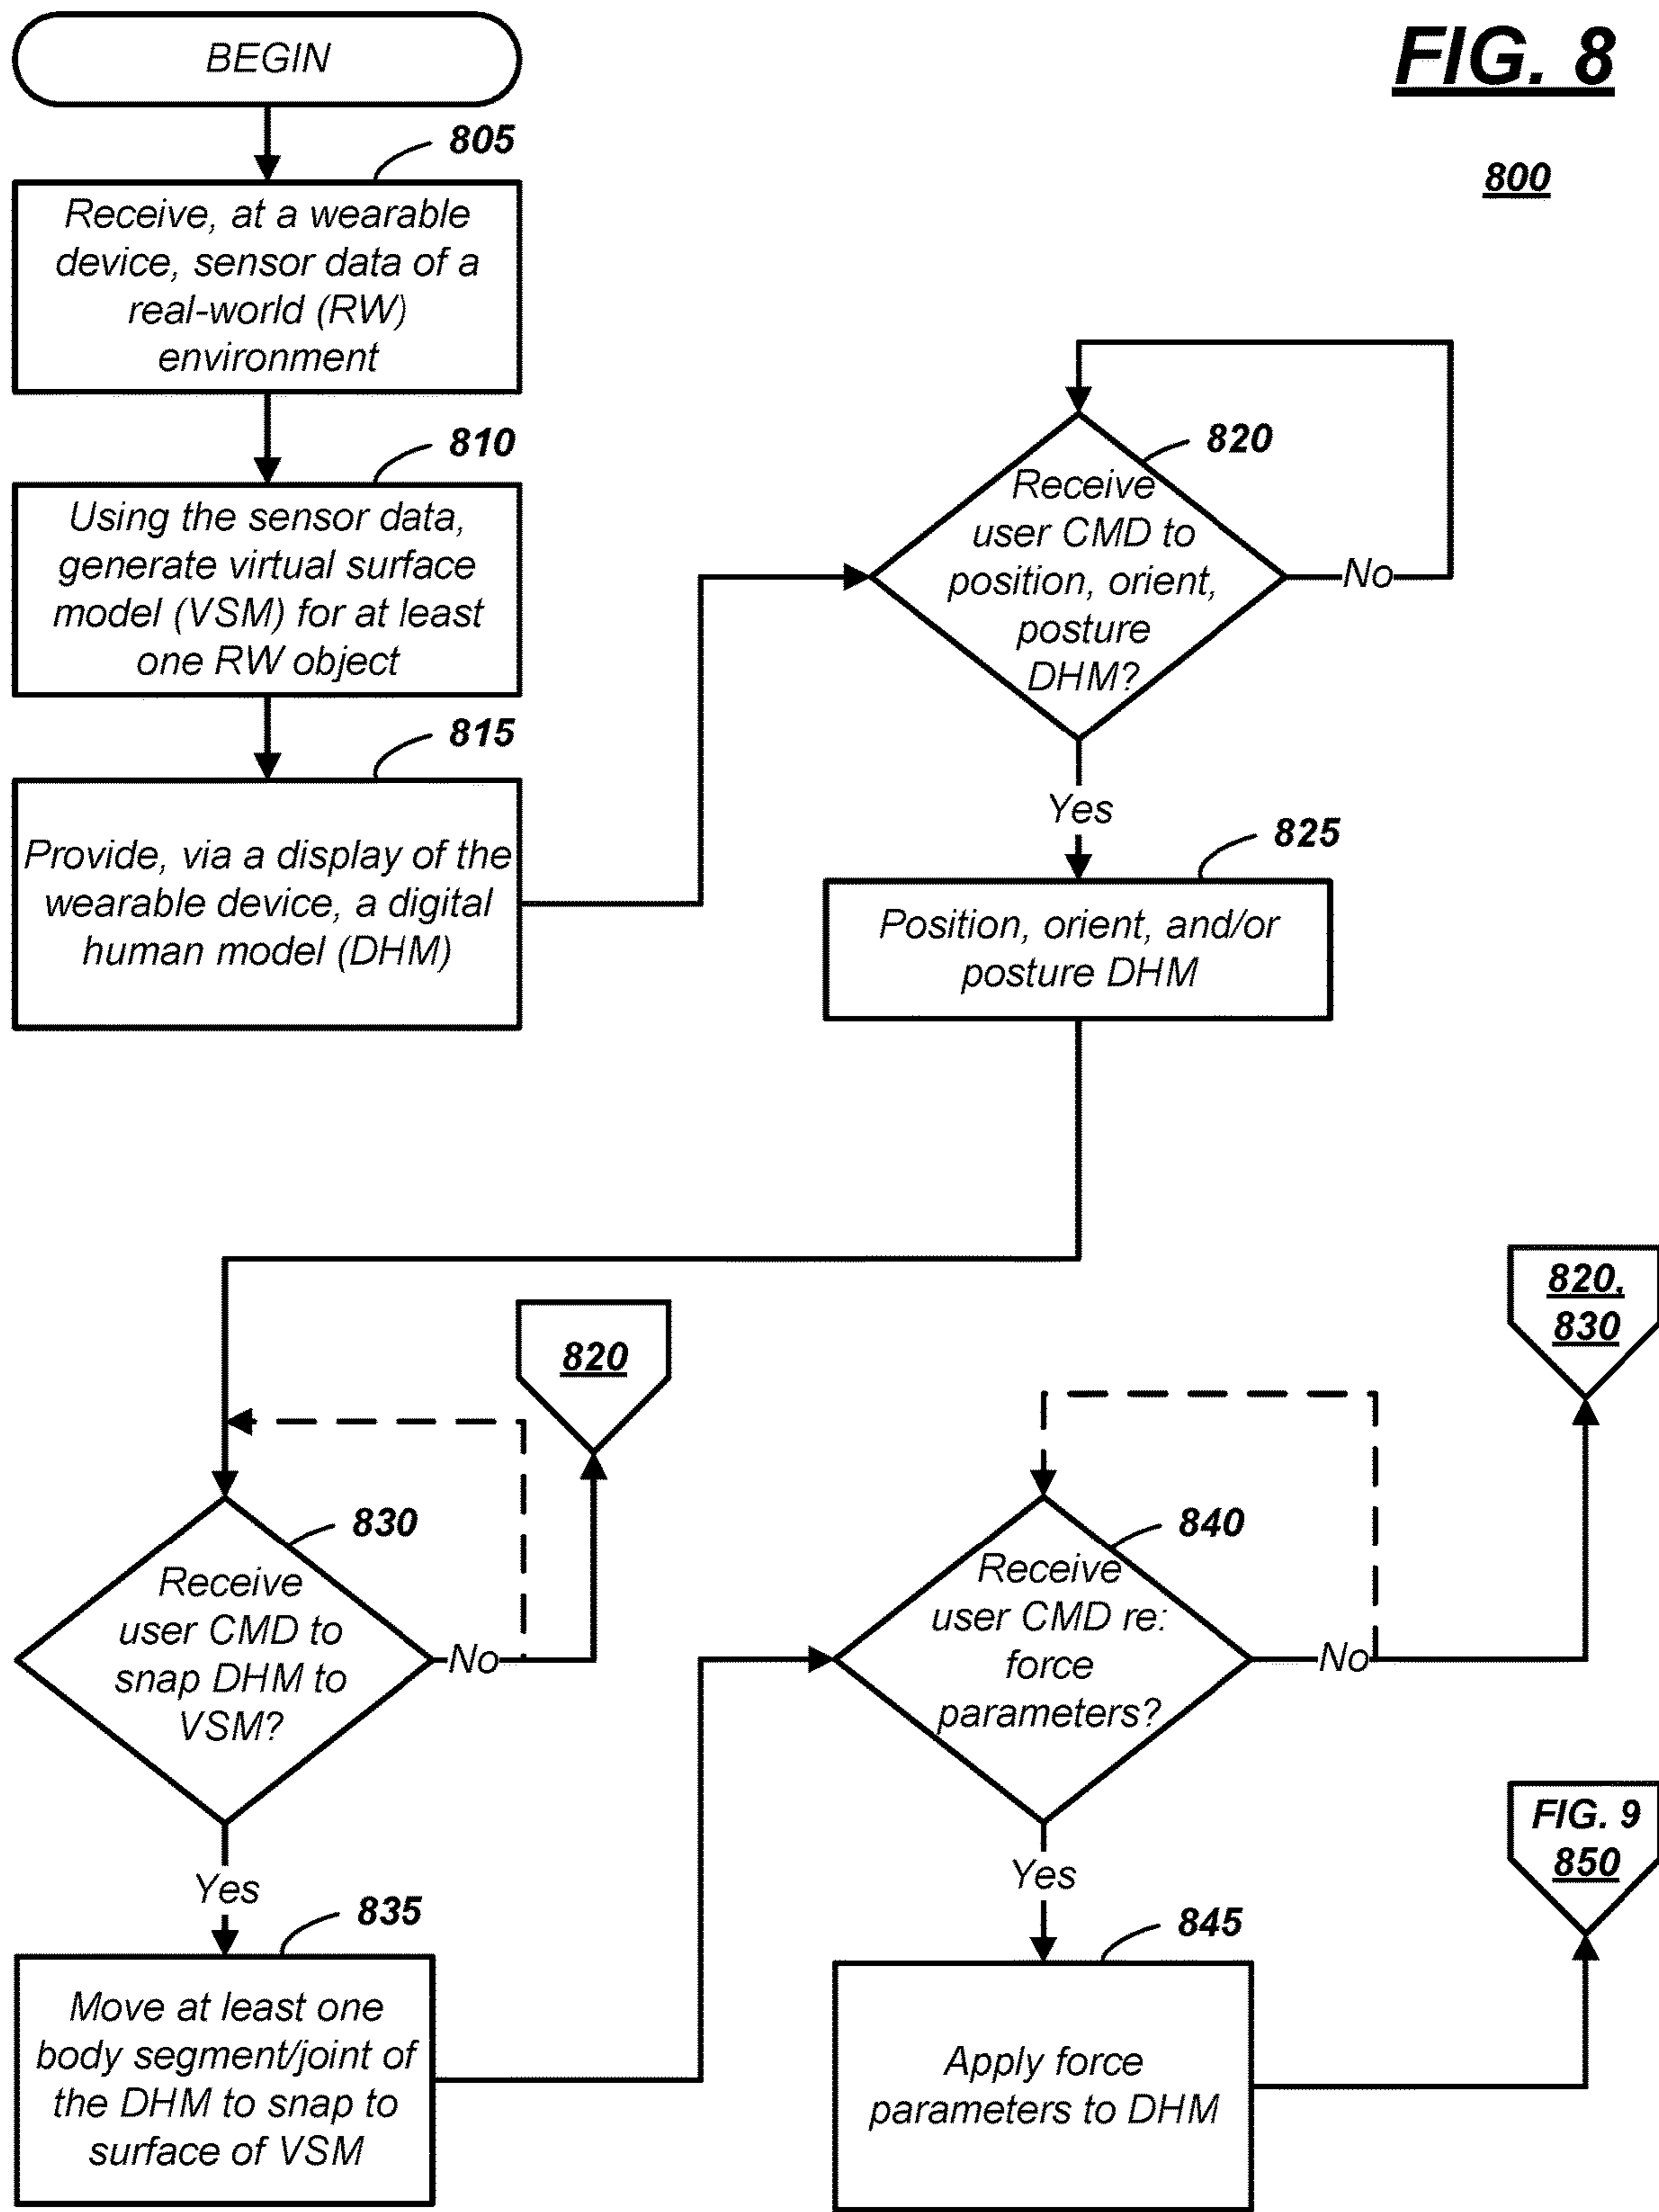 FIG. 8
800
BEGIN
805
Receive, at a wearable
device, sensor data of a
real-world (RW)
environment
810
Using the sensor data,
generate virtual surface
model (VSM) for at least
one RW object
815
Provide, via a display of the
wearable device, a digital
human model (DHM)
820
Receive
user CMD to
position, orient,
posture
DHM?
No
Yes
825
Position, orient, and/or
posture DHM
830
Receive
user CMD to
snap DHM to
VSM?
No
820
Yes
835
Move at least one
body segment/joint of
the DHM to snap to
surface of VSM
840
Receive
user CMD re:
force
parameters?
No
820,
830
Yes
845
Apply force
parameters to DHM
FIG. 9
850